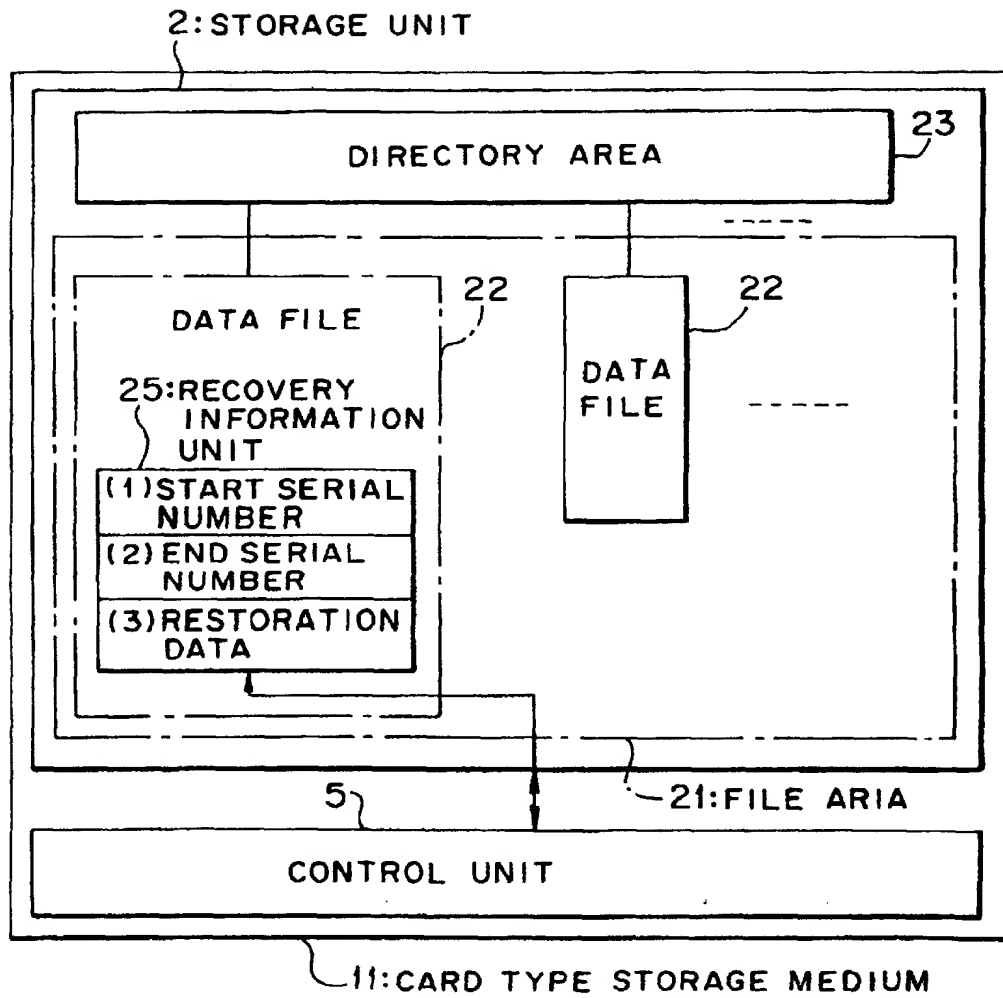 2:STORAGE UNIT
23
DIRECTORY AREA
22
22
DATA FILE
DATA
FILE
25:RECOVERY
INFORMATION
UNIT
(1) START SERIAL
NUMBER
(2) END SERIAL
NUMBER
(3) RESTORATION
DATA
21:FILE ARIA
5
CONTROL UNIT
11:CARD TYPE STORAGE MEDIUM